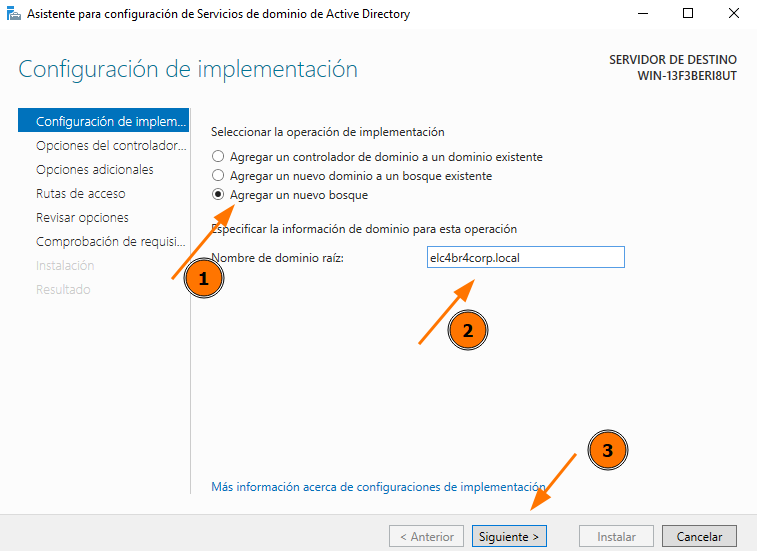 Asistente para configuración de Servicios de dominio de Active Directory
Configuración de implementación
SERVIDOR DE DESTINO
WIN-13F3BERI8UT
Configuración de implem...
Opciones del controlador...
Opciones adicionales
Rutas de acceso
Revisar opciones
Comprobación de requisi...
Instalación
Resultado
Seleccionar la operación de implementación
Agregar un controlador de dominio a un dominio existente
Agregar un nuevo dominio a un bosque existente
Agregar un nuevo bosque
Especificar la información de dominio para esta operación
Nombre de dominio raíz:
elc4br4corp.local
1
2
3
Más información acerca de configuraciones de implementación
< Anterior
Siguiente >
Instalar
Cancelar